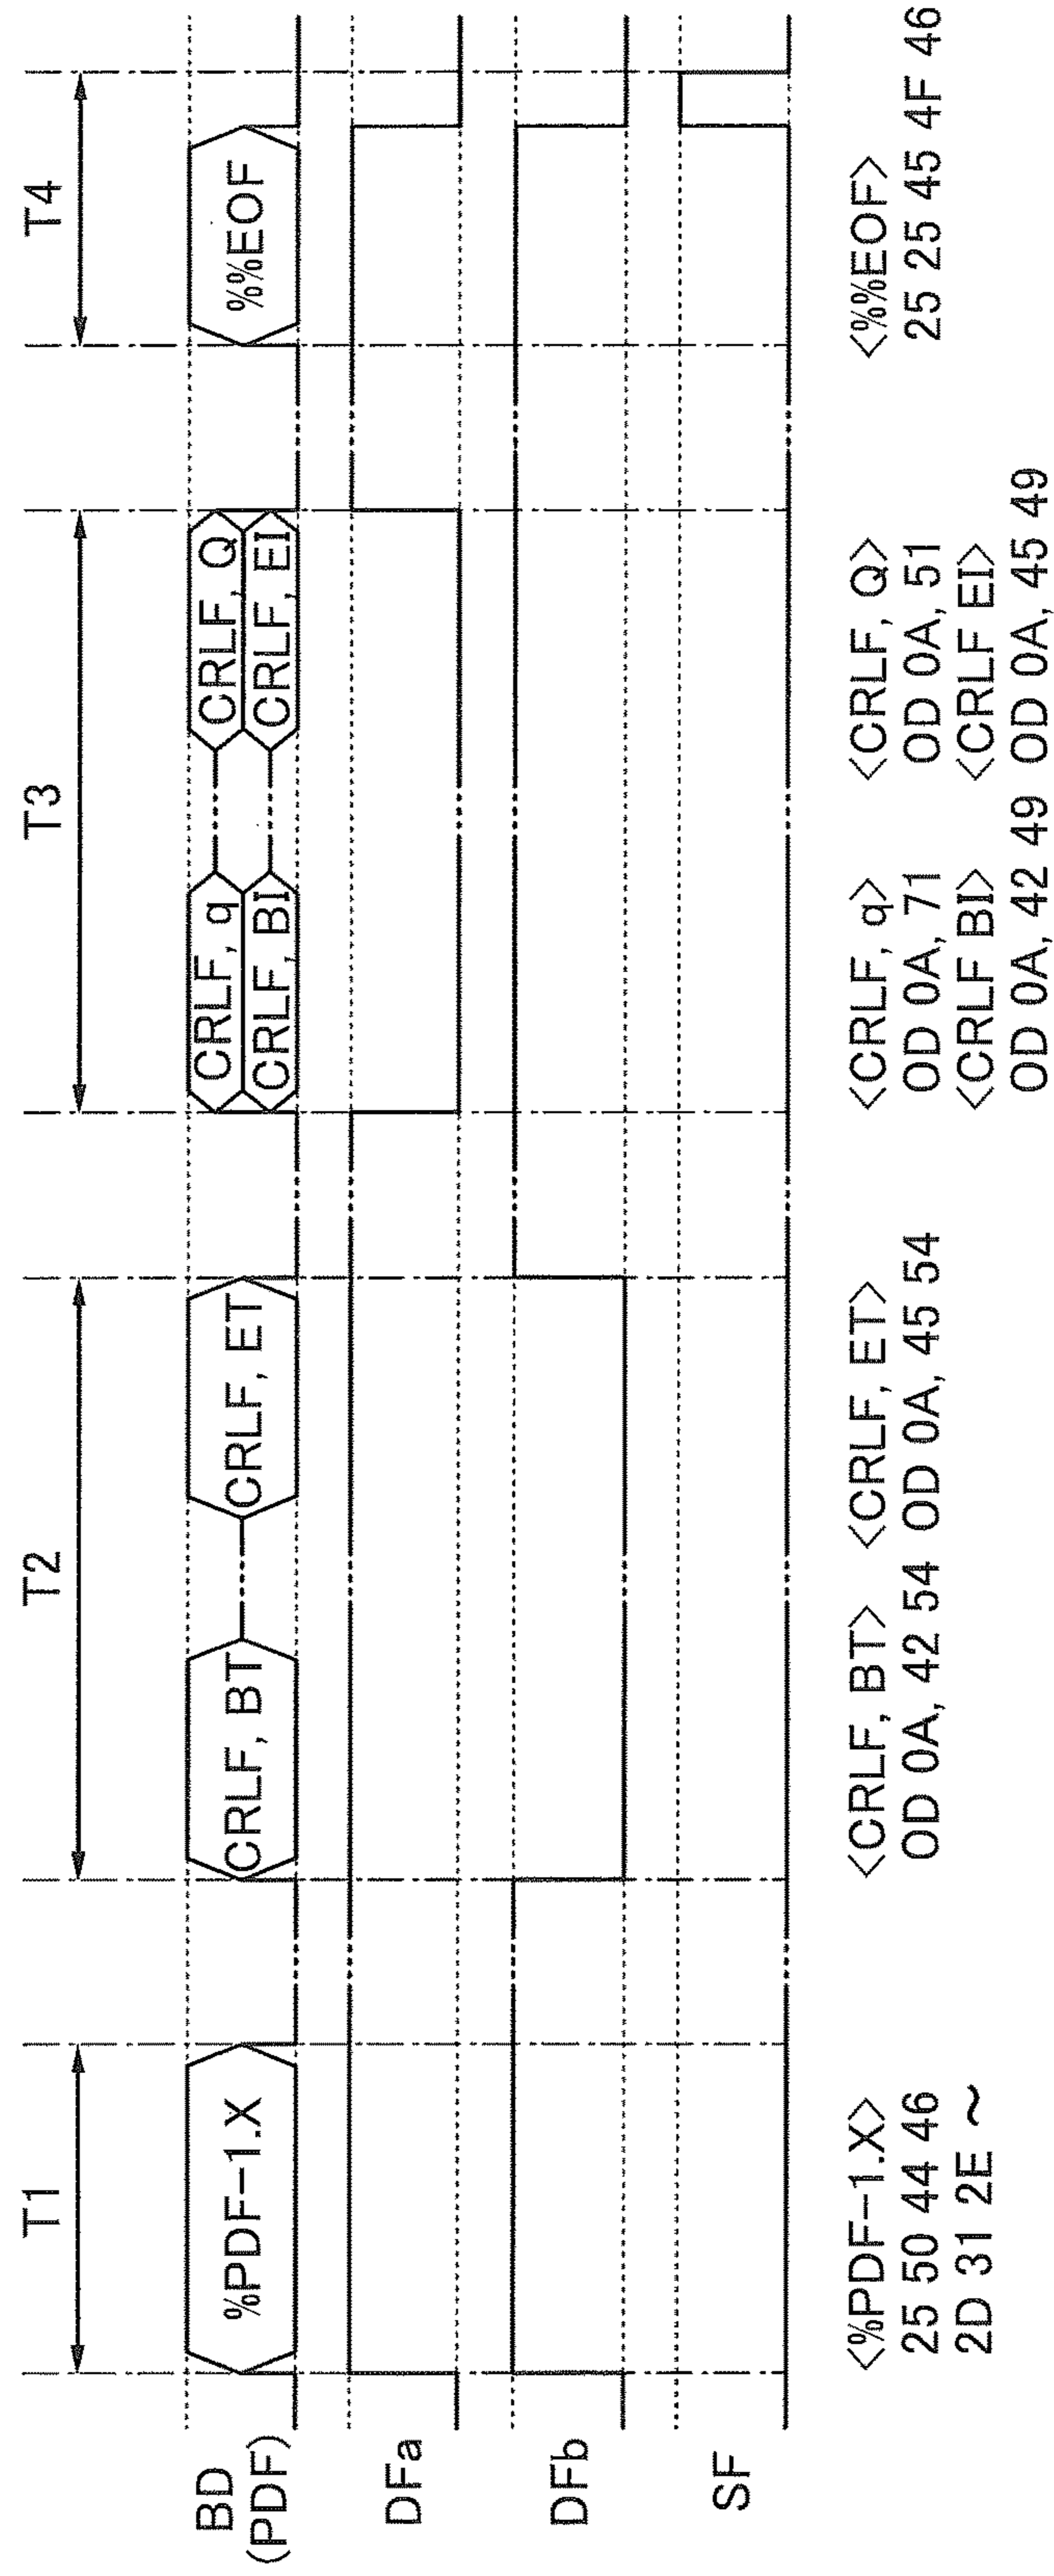 T1 T2 T3 T4
BD
(PDF)
%PDF-1.X CRLF, BT CRLF, ET CRLF, q CRLF, Q %%EOF
CRLF, BI CRLF, EI
DFa
DFb
SF
<%PDF-1.X>
25 50 44 46
2D 31 2E ~
<CRLF, BT> <CRLF, ET>
OD 0A, 42 54 OD 0A, 45 54
<CRLF, q> <CRLF, Q>
OD 0A, 71 OD 0A, 51
<CRLF BI> <CRLF EI>
OD 0A, 42 49 OD 0A, 45 49
<%%EOF>
25 25 45 4F 46